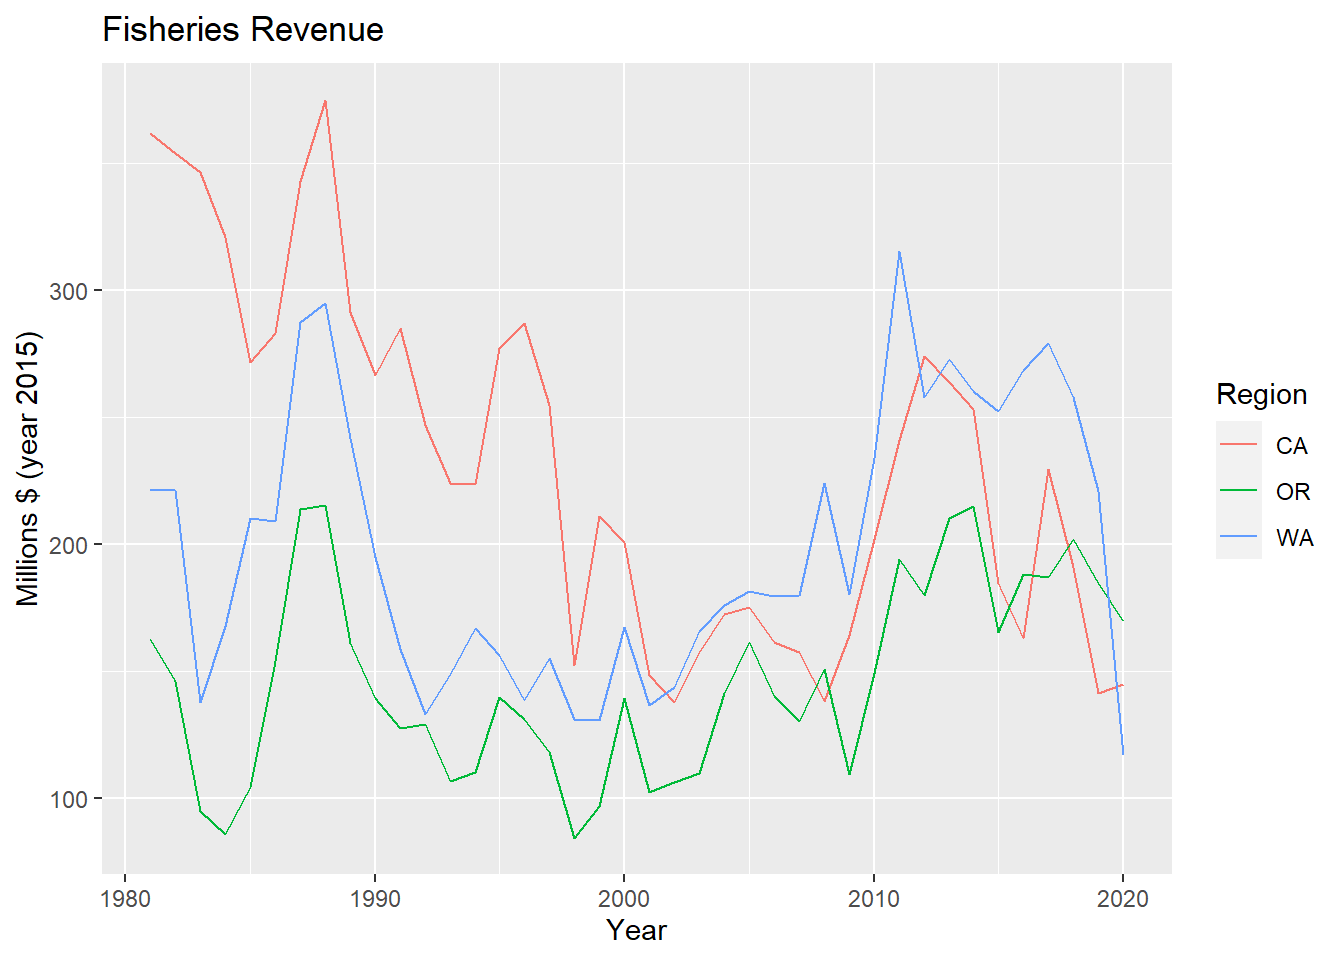 Fisheries Revenue
Millions $ (year 2015)
300
200
100
1980
1990
2000
2010
2020
Year
Region
CA
OR
WA